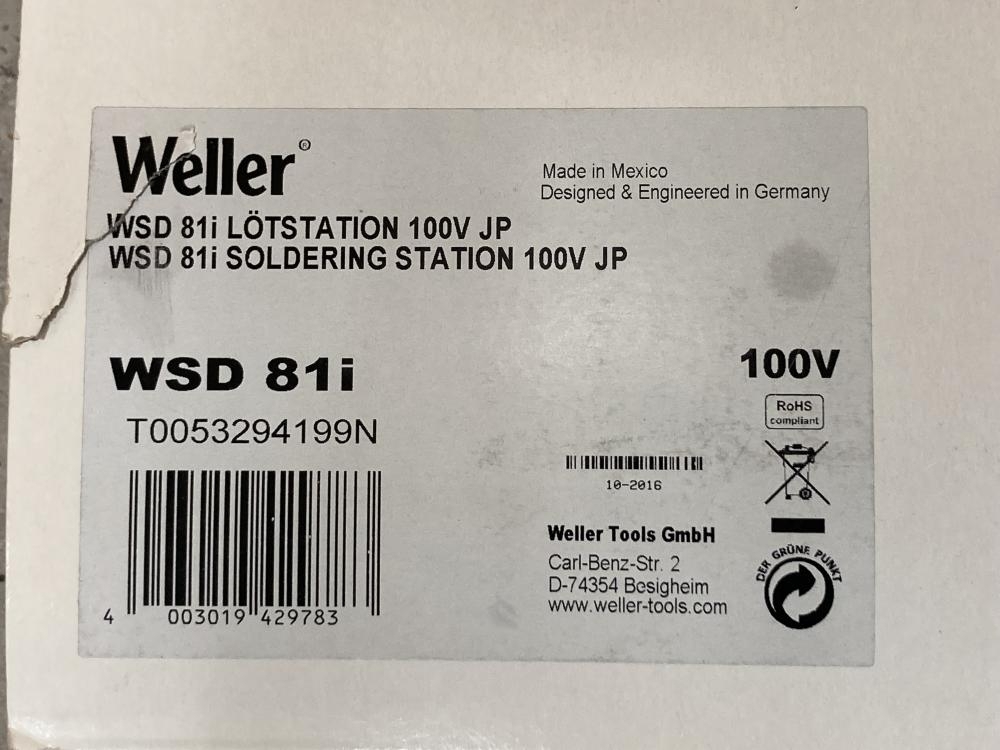 Weller®
Made in Mexico
Designed & Engineered in Germany
WSD 81i LÖTSTATION 100V JP
WSD 81i SOLDERING STATION 100V JP
WSD 81i
T0053294199N
100V
RoHS
compliant
10-2016
Weller Tools GmbH
Carl-Benz-Str. 2
D-74354 Besigheim
www.weller-tools.com
DER GRÜNE PUNKT
4 003019 429783